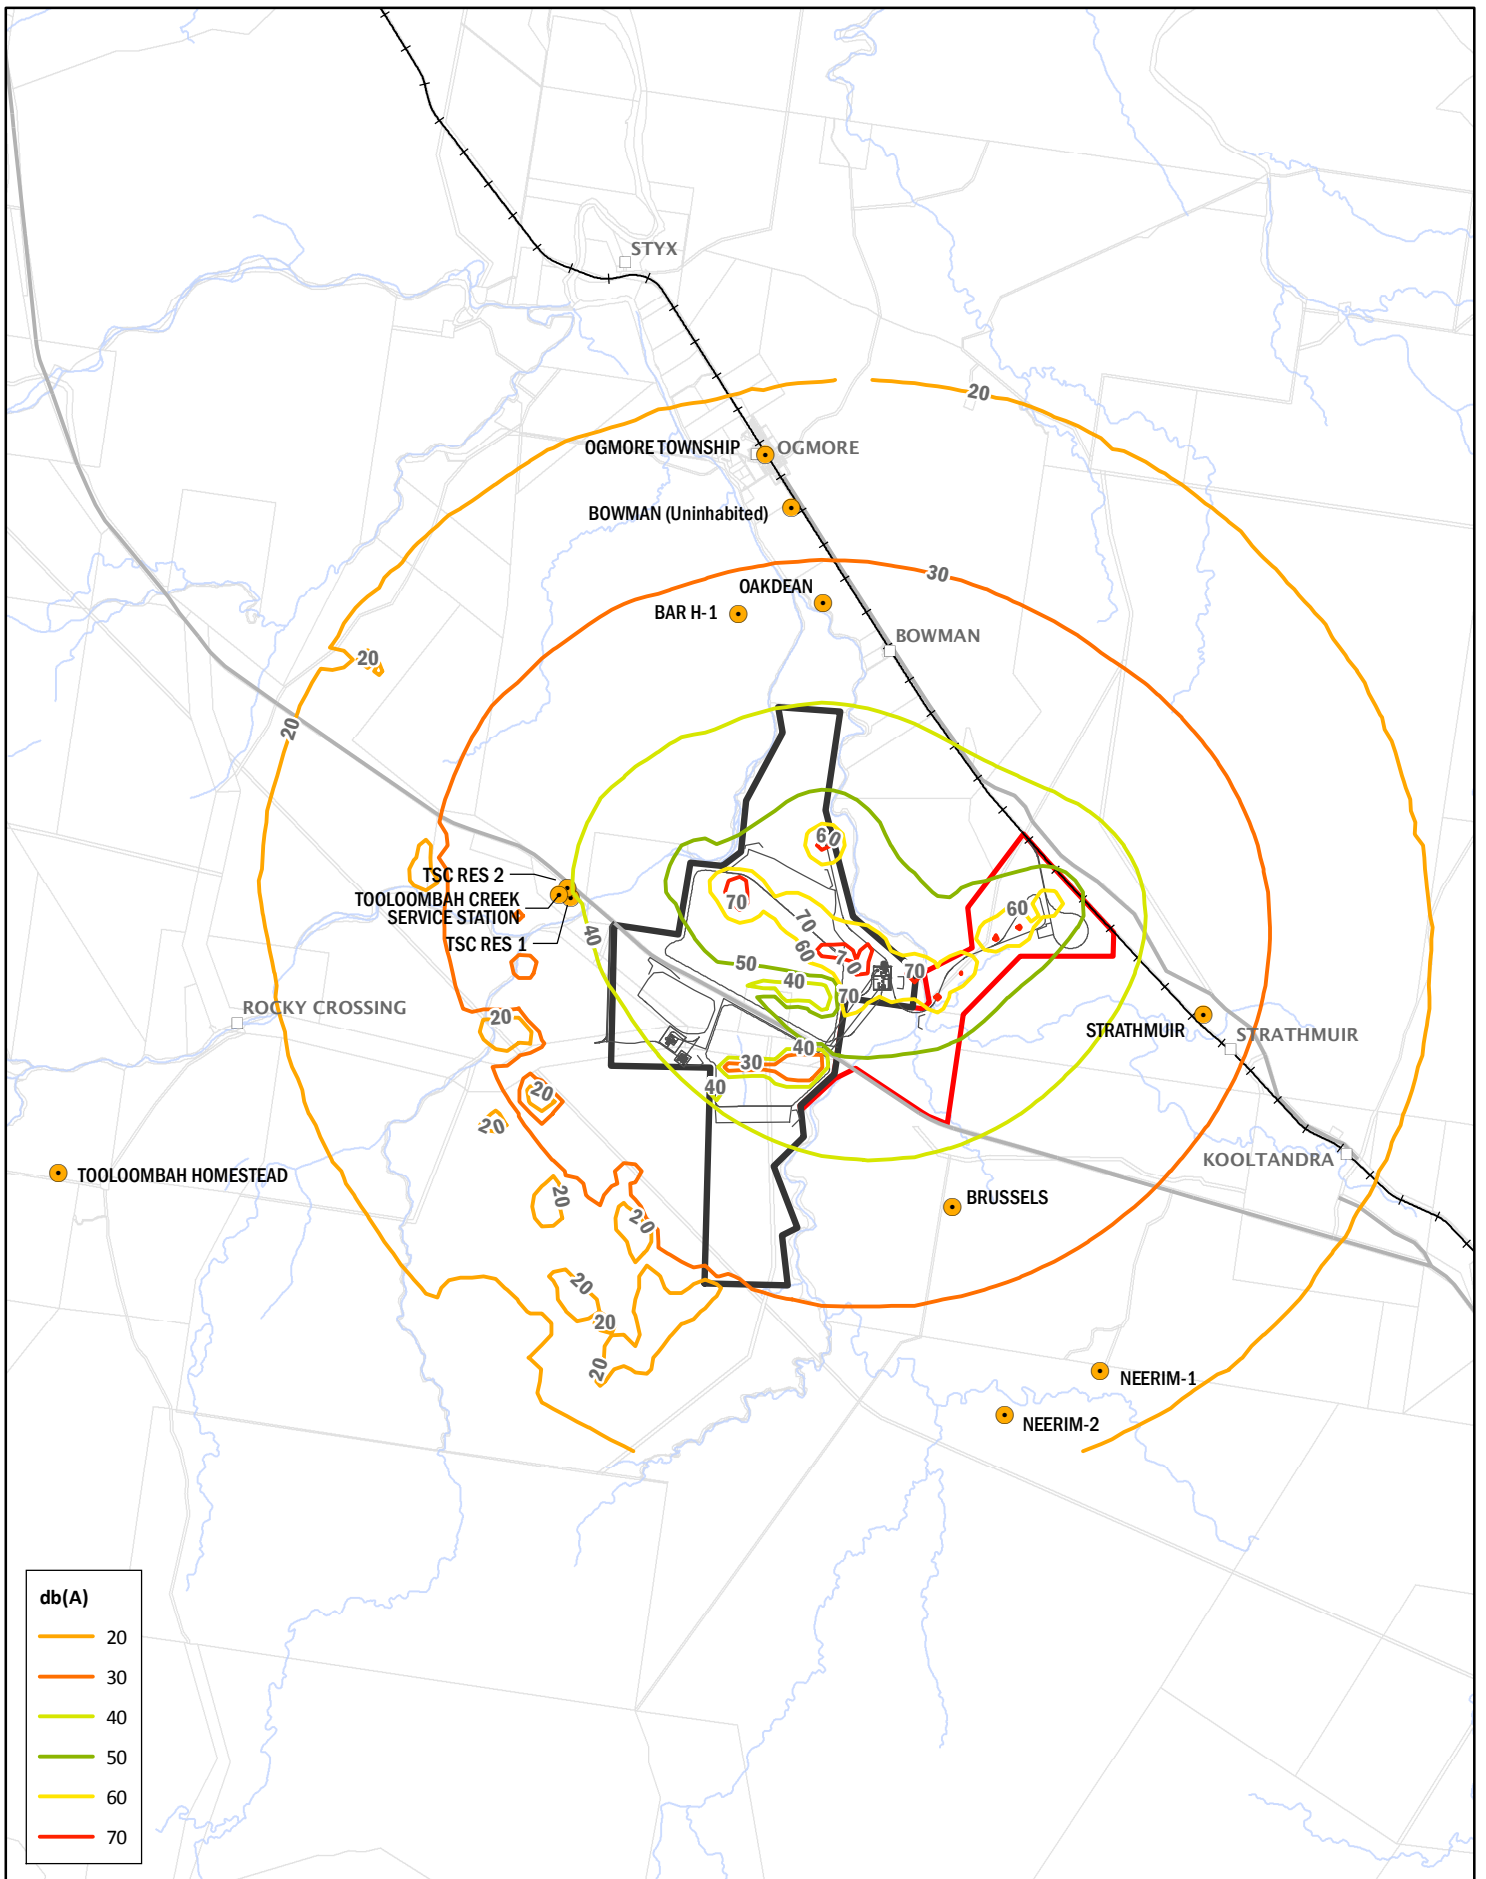 STYX
20
OGMORE TOWNSHIP
OGMORE
BOWMAN (Uninhabited)
30
OAKDEAN
BAR H-1
BOWMAN
20
20
60
TSC RES 2
TOOLOOMBAH CREEK
SERVICE STATION
TSC RES 1
40
70
70
60
60
70
50
40
70
70
ROCKY CROSSING
20
STRATHMUIR
STRATHMUIR
40
30
40
20
20
KOOLTANDRA
TOOLOOMBAH HOMESTEAD
20
20
BRUSSELS
20
20
20
NEERIM-1
NEERIM-2
db(A)
20
30
40
50
60
70